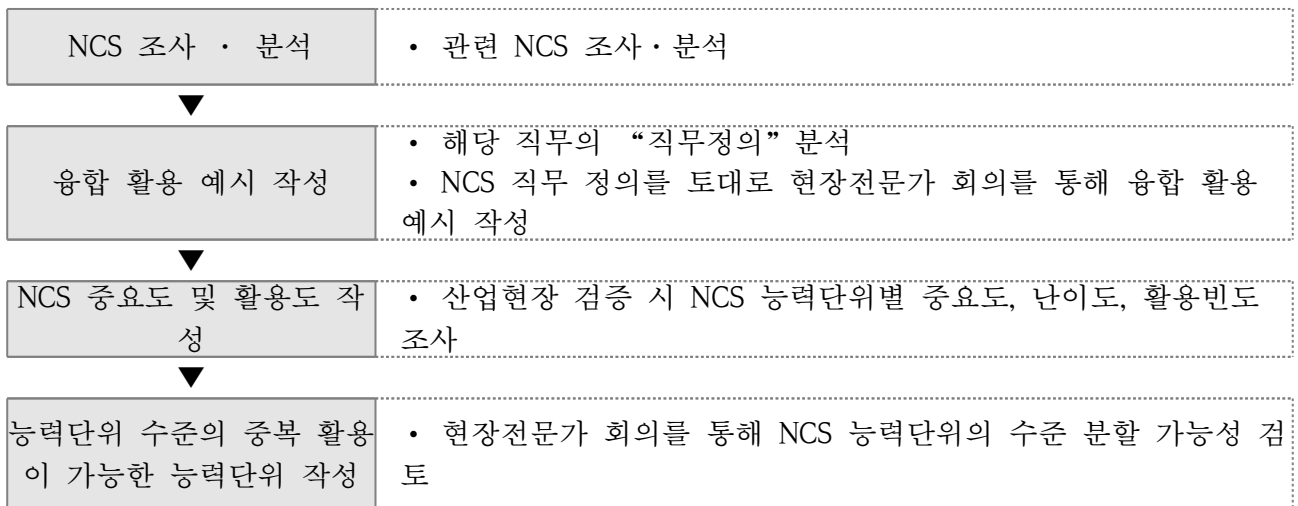 NCS 조사 · 분석
• 관련 NCS 조사·분석
▼
융합 활용 예시 작성
• 해당 직무의 “직무정의” 분석
• NCS 직무 정의를 토대로 현장전문가 회의를 통해 융합 활용
예시 작성
▼
NCS 중요도 및 활용도 작
성
• 산업현장 검증 시 NCS 능력단위별 중요도, 난이도, 활용빈도
조사
▼
능력단위 수준의 중복 활용
이 가능한 능력단위 작성
• 현장전문가 회의를 통해 NCS 능력단위의 수준 분할 가능성 검
토